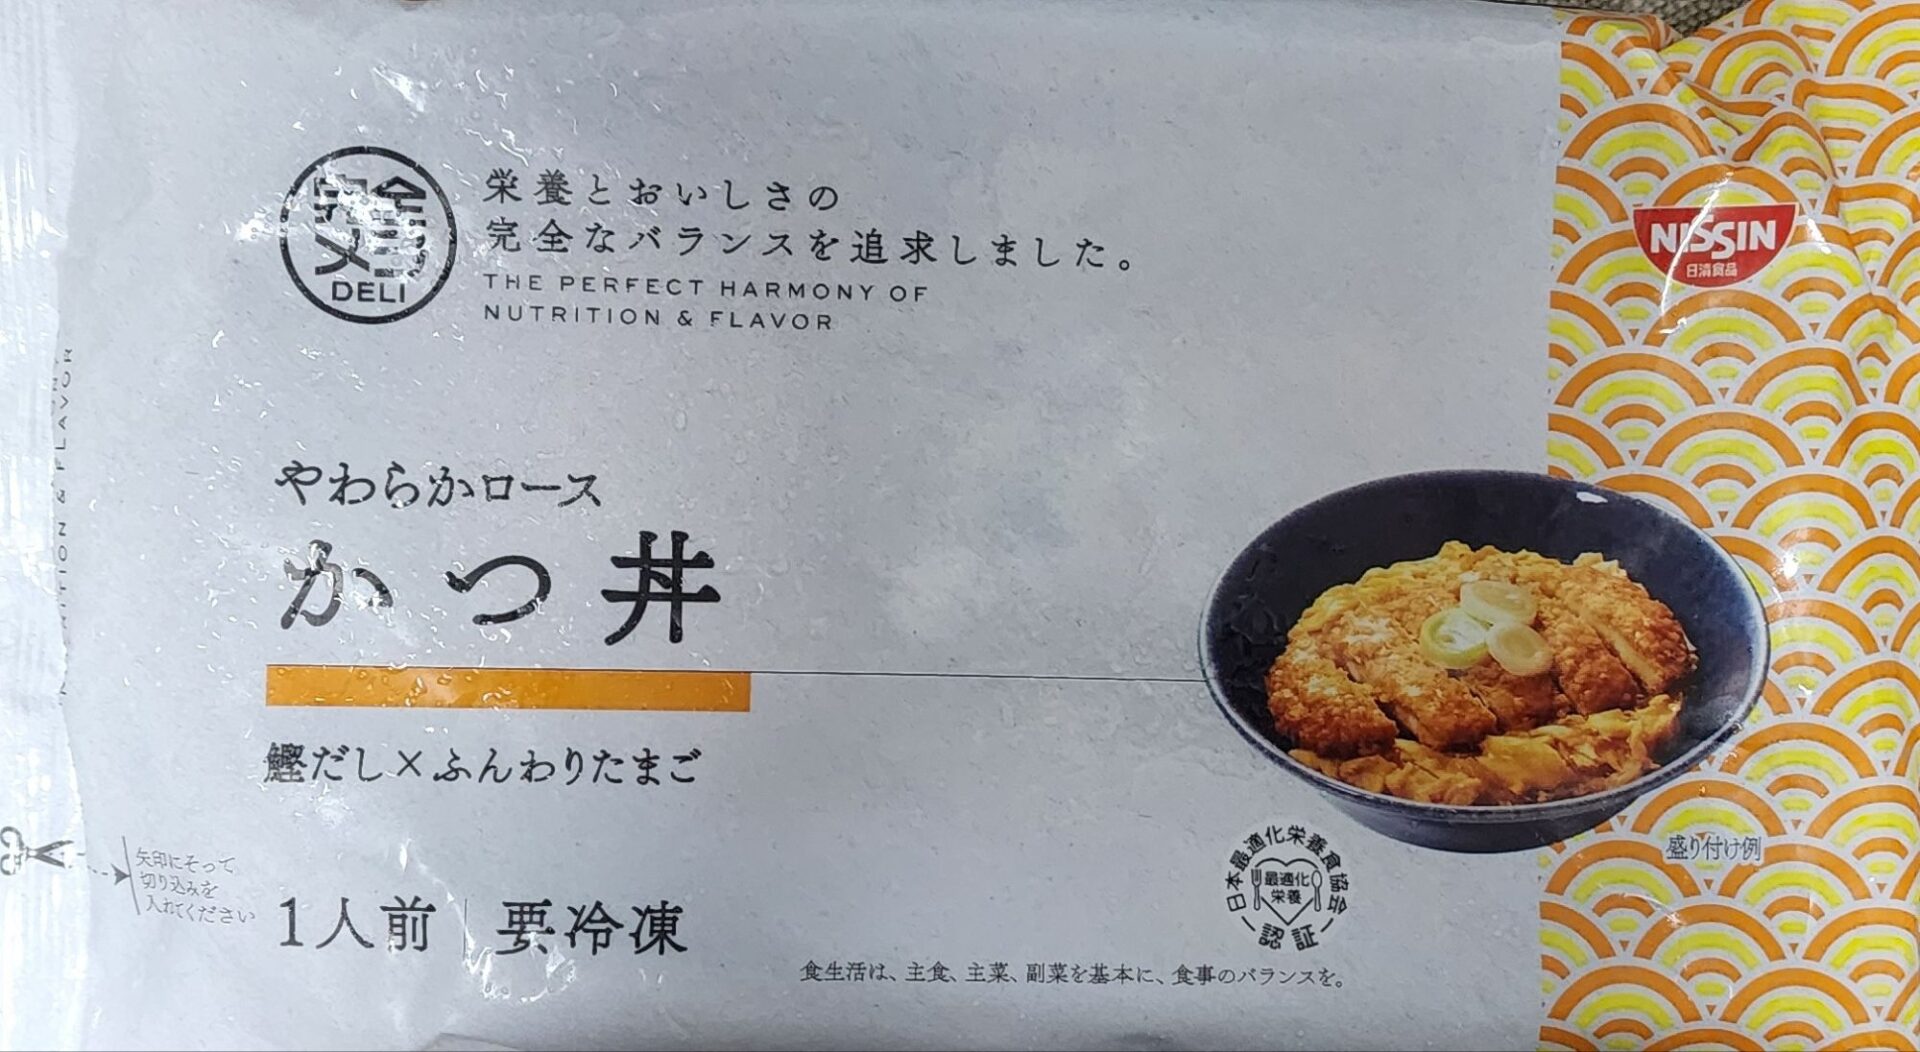 完全メシ
DELI
栄養とおいしさの
完全なバランスを追求しました。
THE PERFECT HARMONY OF
NUTRITION & FLAVOR
NISSIN
日清食品
NUTRITION & FLAVOR
やわらかロース
かつ丼
鰹だし×ふんわりたまご
矢印にそって
切り込みを
入れてください
1人前 | 要冷凍
盛り付け例
日本最適化栄養食協会
最適化
栄養
認証
食生活は、主食、主菜、副菜を基本に、食事のバランスを。